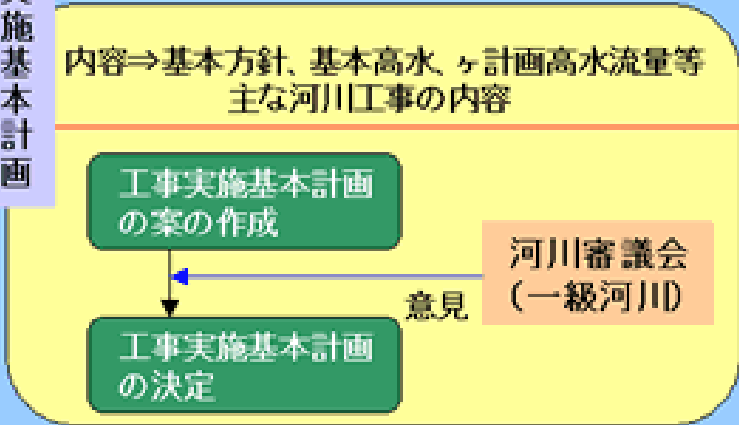 施基本計画
内容⇒基本方針、基本高水、ヶ計画高水流量等
主な河川工事の内容
工事実施基本計画
の案の作成
河川審議会
(一級河川)
意見
工事実施基本計画
の決定